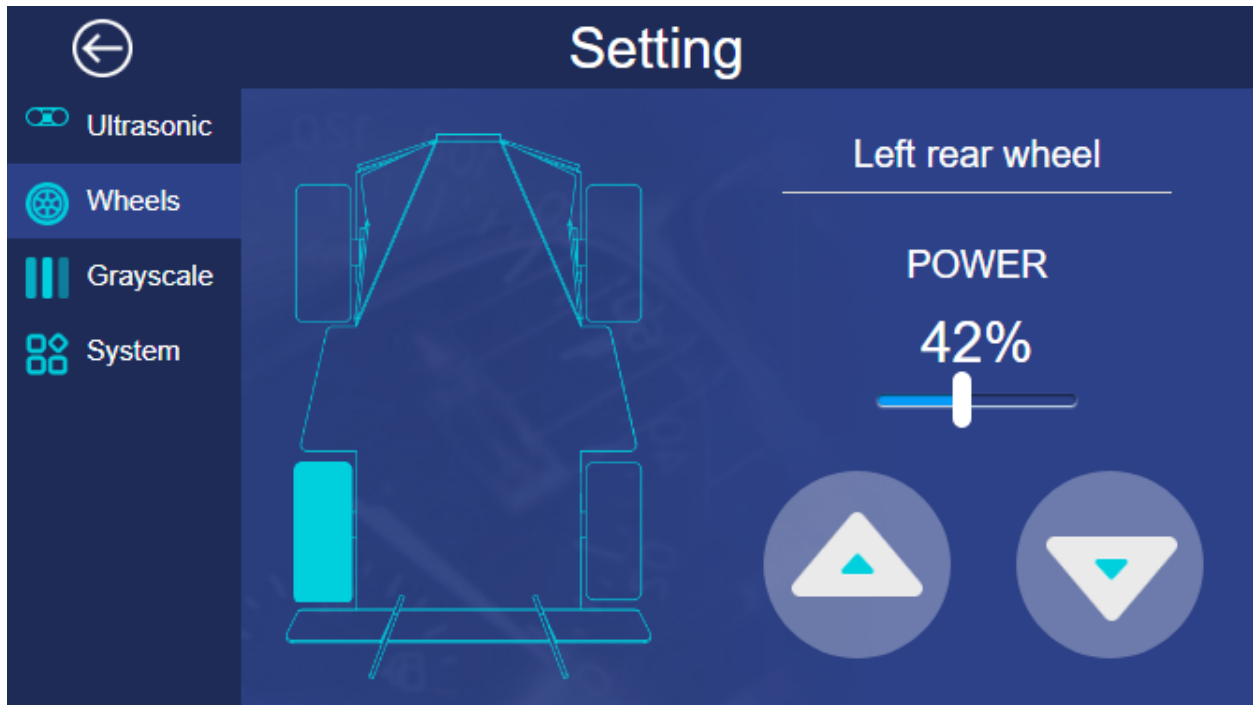 Setting
Ultrasonic
Wheels
Grayscale
System
Left rear wheel
POWER
42%